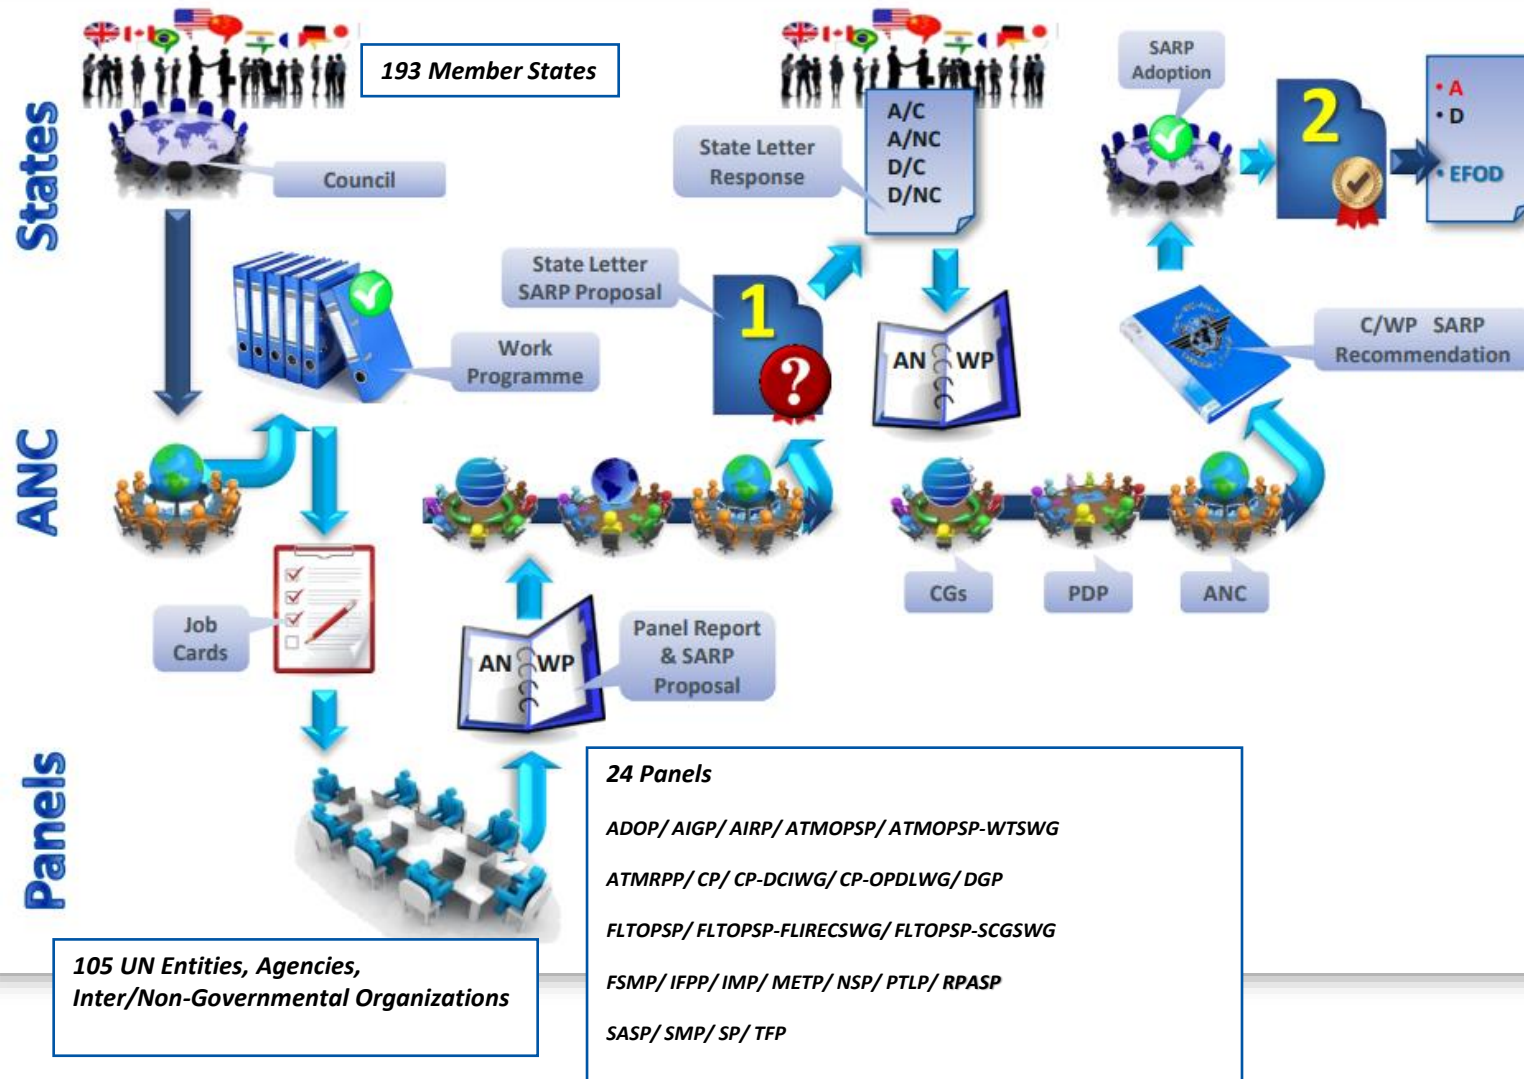 193 Member States
States
Council
Work
Programme
State Letter
SARP Proposal
1
?
State Letter
Response
A/C
A/NC
D/C
D/NC
AN WP
SARP
Adoption
2
• A
• D
• EFOD
C/WP SARP
Recommendation
ANC
CGs
PDP
ANC
Job
Cards
AN WP
Panel Report
& SARP
Proposal
Panels
24 Panels
ADOP/ AIGP/ AIRP/ ATMOPSP/ ATMOPSP-WTSWG
ATMRPP/ CP/ CP-DCIWG/ CP-OPDLWG/ DGP
FLTOPSP/ FLTOPSP-FLIRECSWG/ FLTOPSP-SCGSWG
FSMP/ IFPP/ IMP/ METP/ NSP/ PTLP/ RPASP
SASP/ SMP/ SP/ TFP
105 UN Entities, Agencies,
Inter/Non-Governmental Organizations